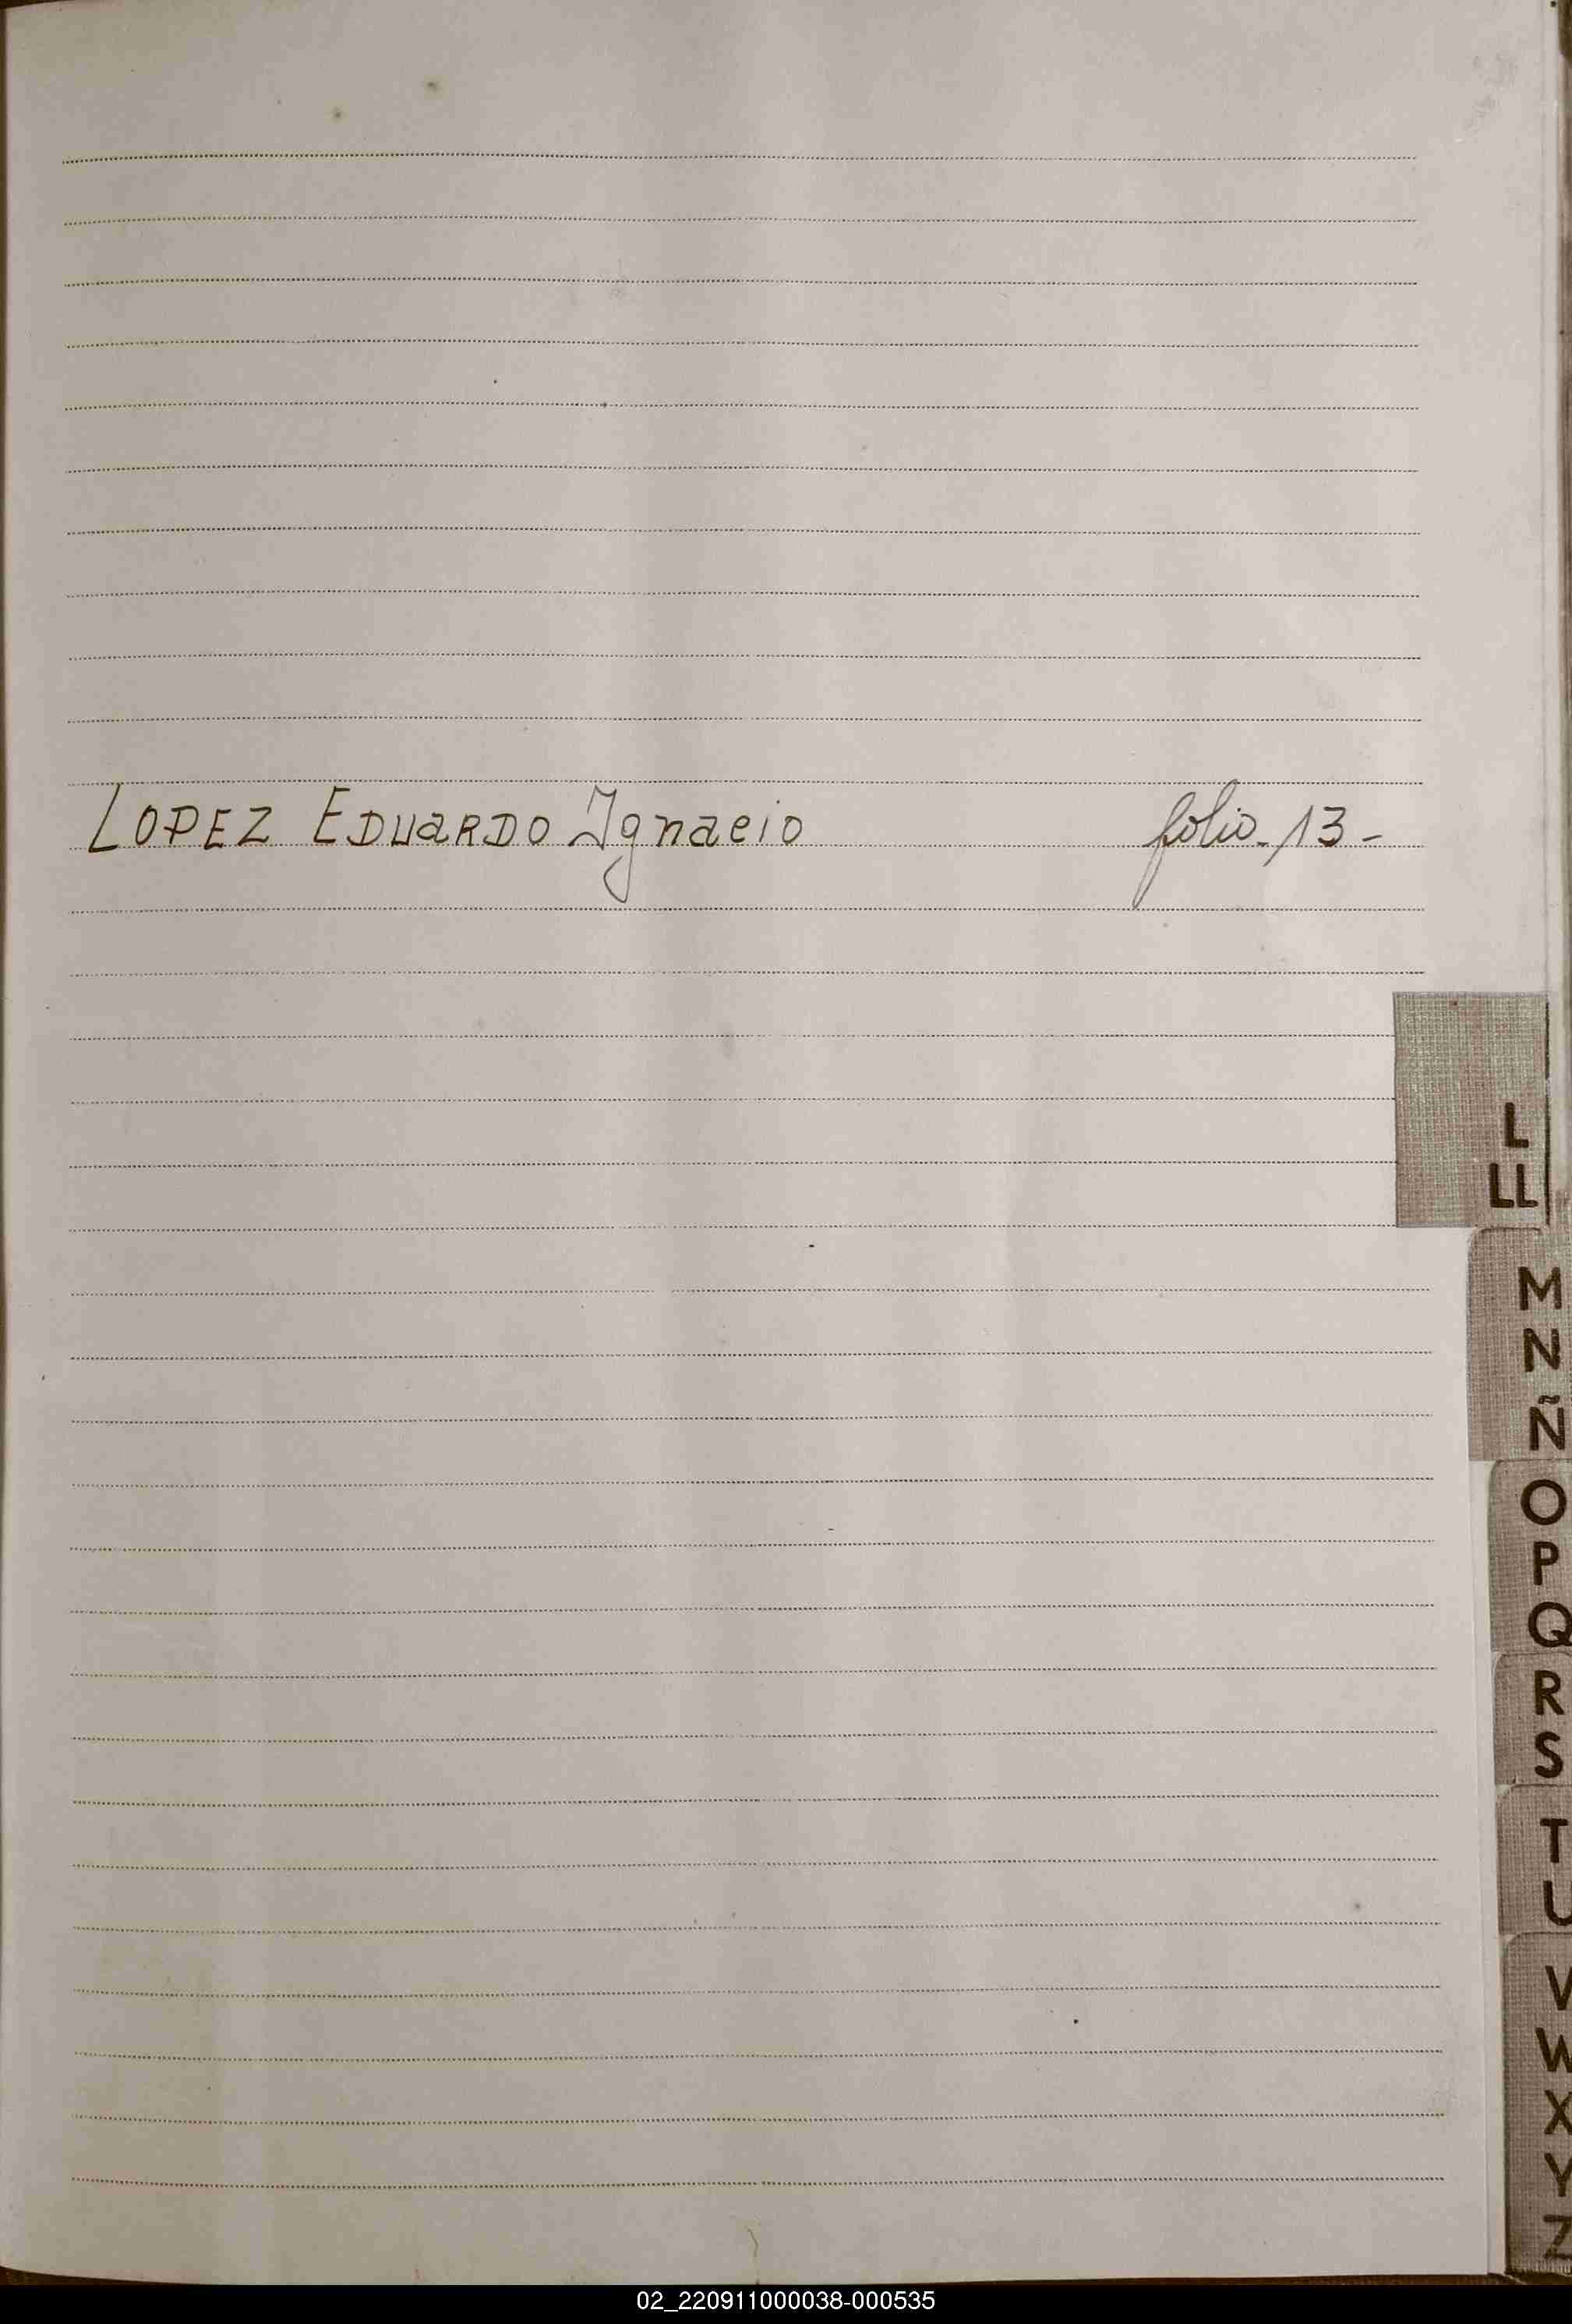 LOPEZ EDUARDO Ignacio folio. 13 -
L
LL
M
N
Ñ
O
P
Q
R
S
T
U
V
W
X
Y
Z
02_220911000038-000535